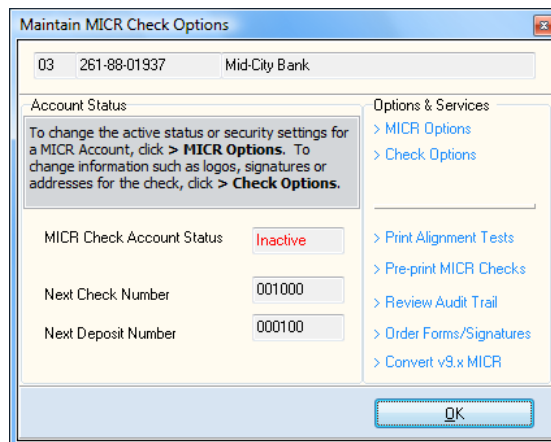 Maintain MICR Check Options
03 261-88-01937 Mid-City Bank
Account Status
To change the active status or security settings for
a MICR Account, click > MICR Options. To
change information such as logos, signatures or
addresses for the check, click > Check Options.
MICR Check Account Status Inactive
Next Check Number 001000
Next Deposit Number 000100
Options & Services
> MICR Options
> Check Options
> Print Alignment Tests
> Pre-print MICR Checks
> Review Audit Trail
> Order Forms/Signatures
> Convert v9.x MICR
OK